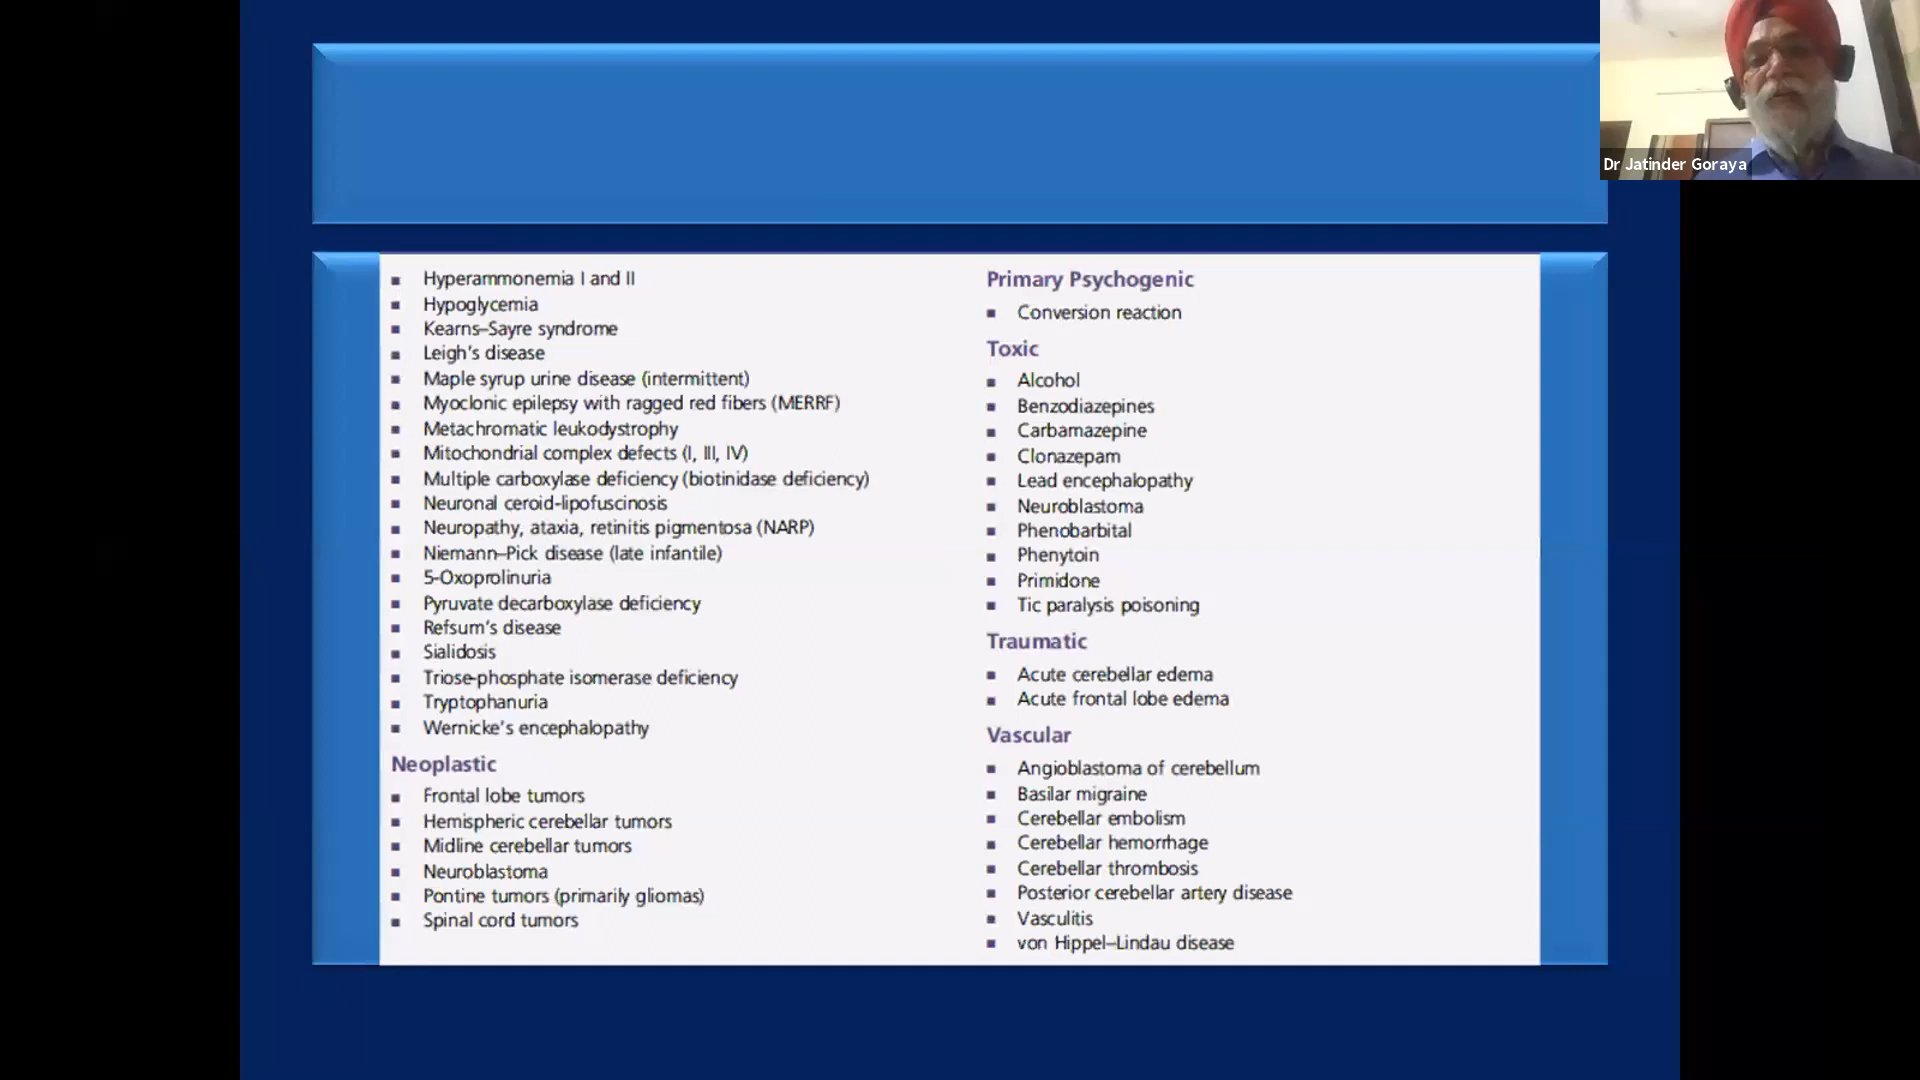 Dr Jatinder Goraya
Hyperammonemia I and II
Hypoglycemia
Kearns–Sayre syndrome
Leigh's disease
Maple syrup urine disease (intermittent)
Myoclonic epilepsy with ragged red fibers (MERRF)
Metachromatic leukodystrophy
Mitochondrial complex defects (I, III, IV)
Multiple carboxylase deficiency (biotinidase deficiency)
Neuronal ceroid-lipofuscinosis
Neuropathy, ataxia, retinitis pigmentosa (NARP)
Niemann–Pick disease (late infantile)
5-Oxoprolinuria
Pyruvate decarboxylase deficiency
Refsum's disease
Sialidosis
Triose-phosphate isomerase deficiency
Tryptophanuria
Wernicke's encephalopathy
Neoplastic
Frontal lobe tumors
Hemispheric cerebellar tumors
Midline cerebellar tumors
Neuroblastoma
Pontine tumors (primarily gliomas)
Spinal cord tumors
Primary Psychogenic
Conversion reaction
Toxic
Alcohol
Benzodiazepines
Carbamazepine
Clonazepam
Lead encephalopathy
Neuroblastoma
Phenobarbital
Phenytoin
Primidone
Tic paralysis poisoning
Traumatic
Acute cerebellar edema
Acute frontal lobe edema
Vascular
Angioblastoma of cerebellum
Basilar migraine
Cerebellar embolism
Cerebellar hemorrhage
Cerebellar thrombosis
Posterior cerebellar artery disease
Vasculitis
von Hippel–Lindau disease